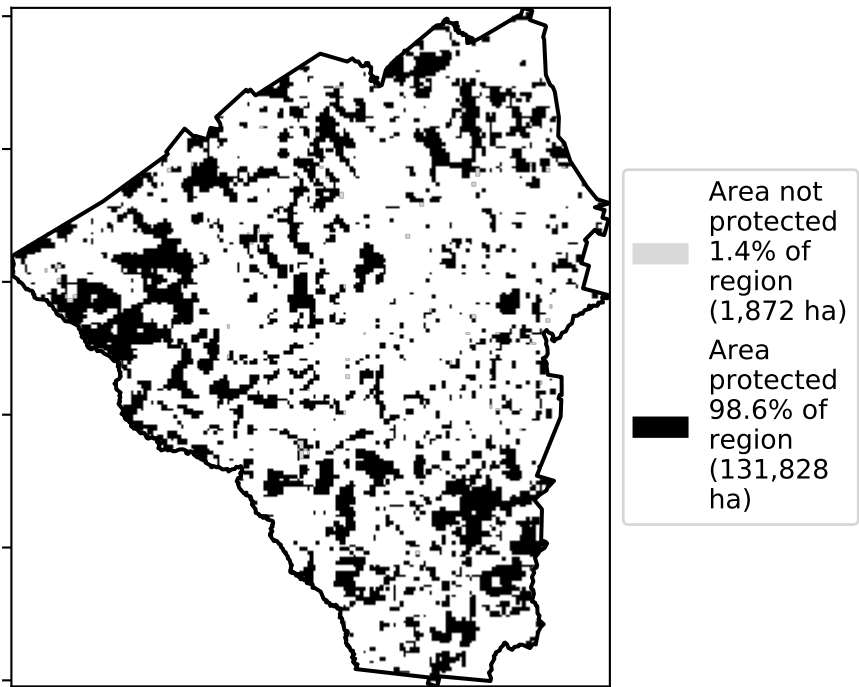 Area not
protected
1.4% of
region
(1,872 ha)
Area
protected
98.6% of
region
(131,828
ha)